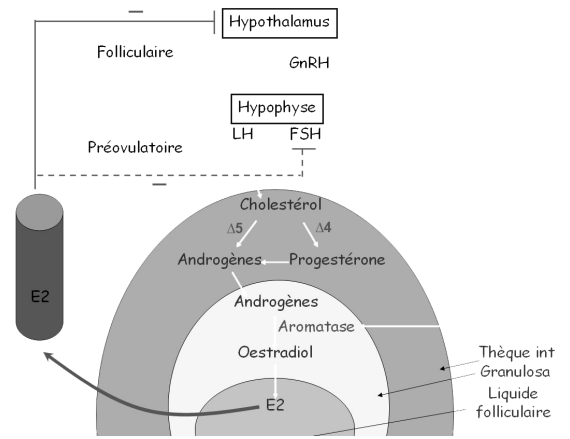 Hypothalamus
Folliculaire
GnRH
Hypophyse
LH FSH
Préovulatoire
Cholestérol
Δ5 Δ4
Androgènes Progestérone
E2
Androgènes
Aromatase
Oestradiol
Thèque int
Granulosa
Liquide
folliculaire
E2